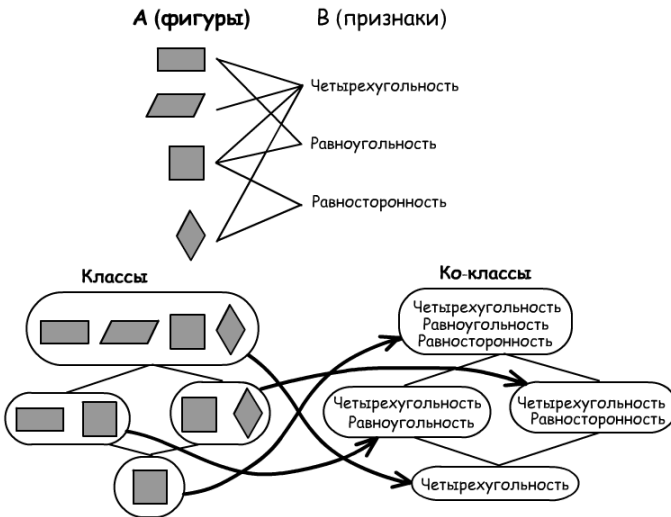 А (фигуры) В (признаки)
Четырехугольность
Равноугольность
Равносторонность
Классы
Ко-классы
Четырехугольность
Равноугольность
Равносторонность
Четырехугольность
Равноугольность
Четырехугольность
Равносторонность
Четырехугольность